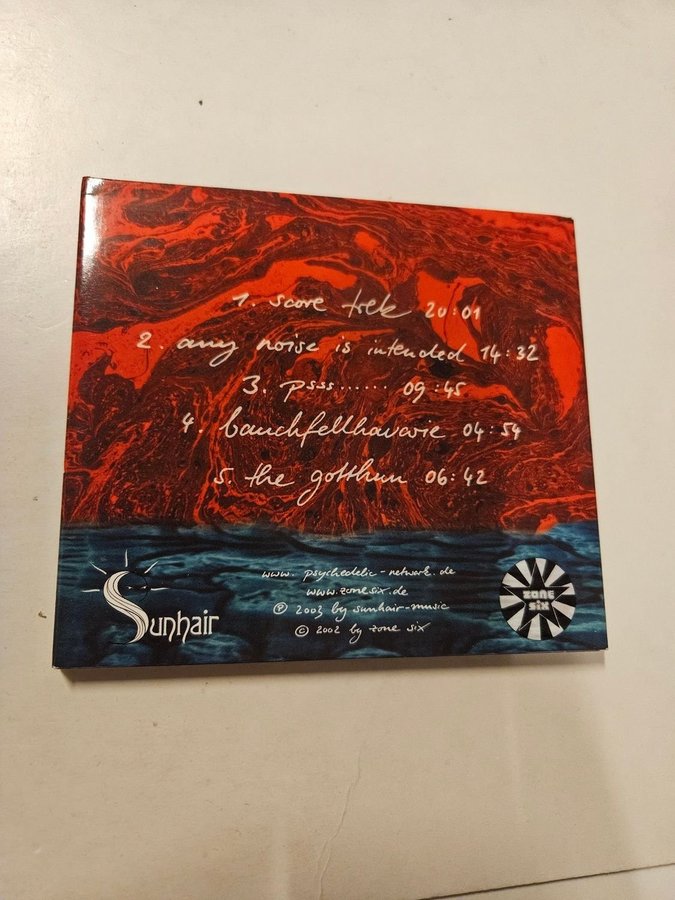 1. score trek 20:01
2. any noise is intended 14:32
3. psss...... 09:45
4. bauchfellhavarie 04:54
5. the gotthun 06:42
www.psychedelic-network.de
www.zonesix.de
℗ 2003 by sunhair-music
© 2002 by zone six
Sunhair
ZONE
SIX